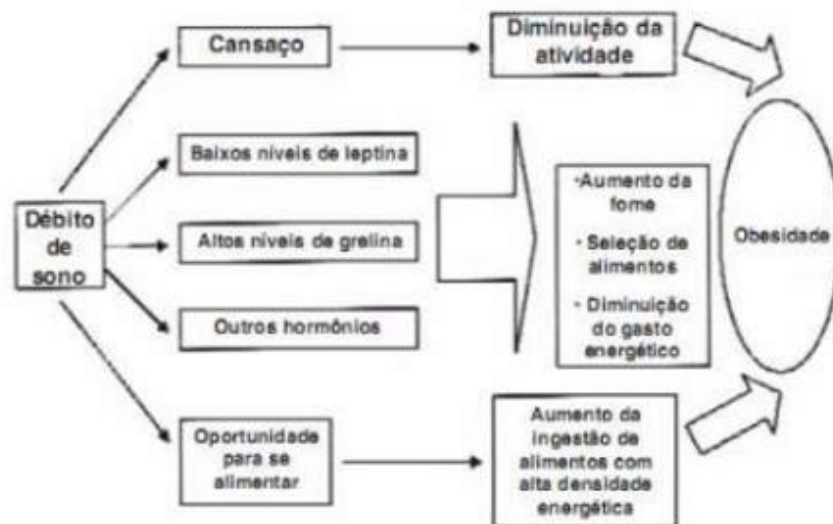 Cansaço
Diminuição da
atividade
Baixos níveis de leptina
Débito
de
sono
Altos níveis de grelina
Outros hormônios
•Aumento da
fome
• Seleção de
alimentos
• Diminuição
do gasto
energético
Obesidade
Oportunidade
para se
alimentar
Aumento da
ingestão de
alimentos com
alta densidade
energética